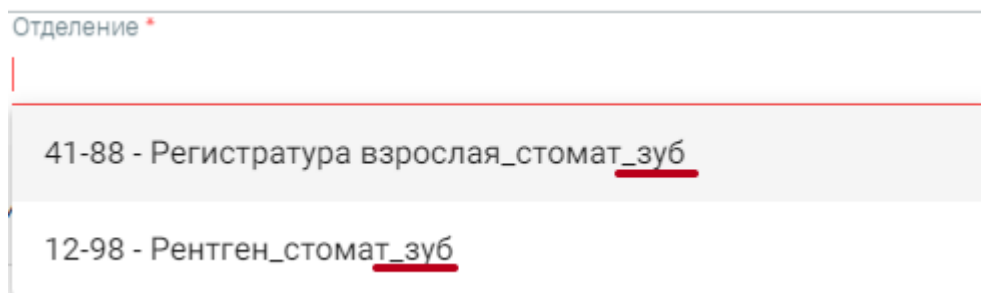 Отделение *
41-88 - Регистратура взрослая_стомат_зуб
12-98 - Рентген_стомат_зуб